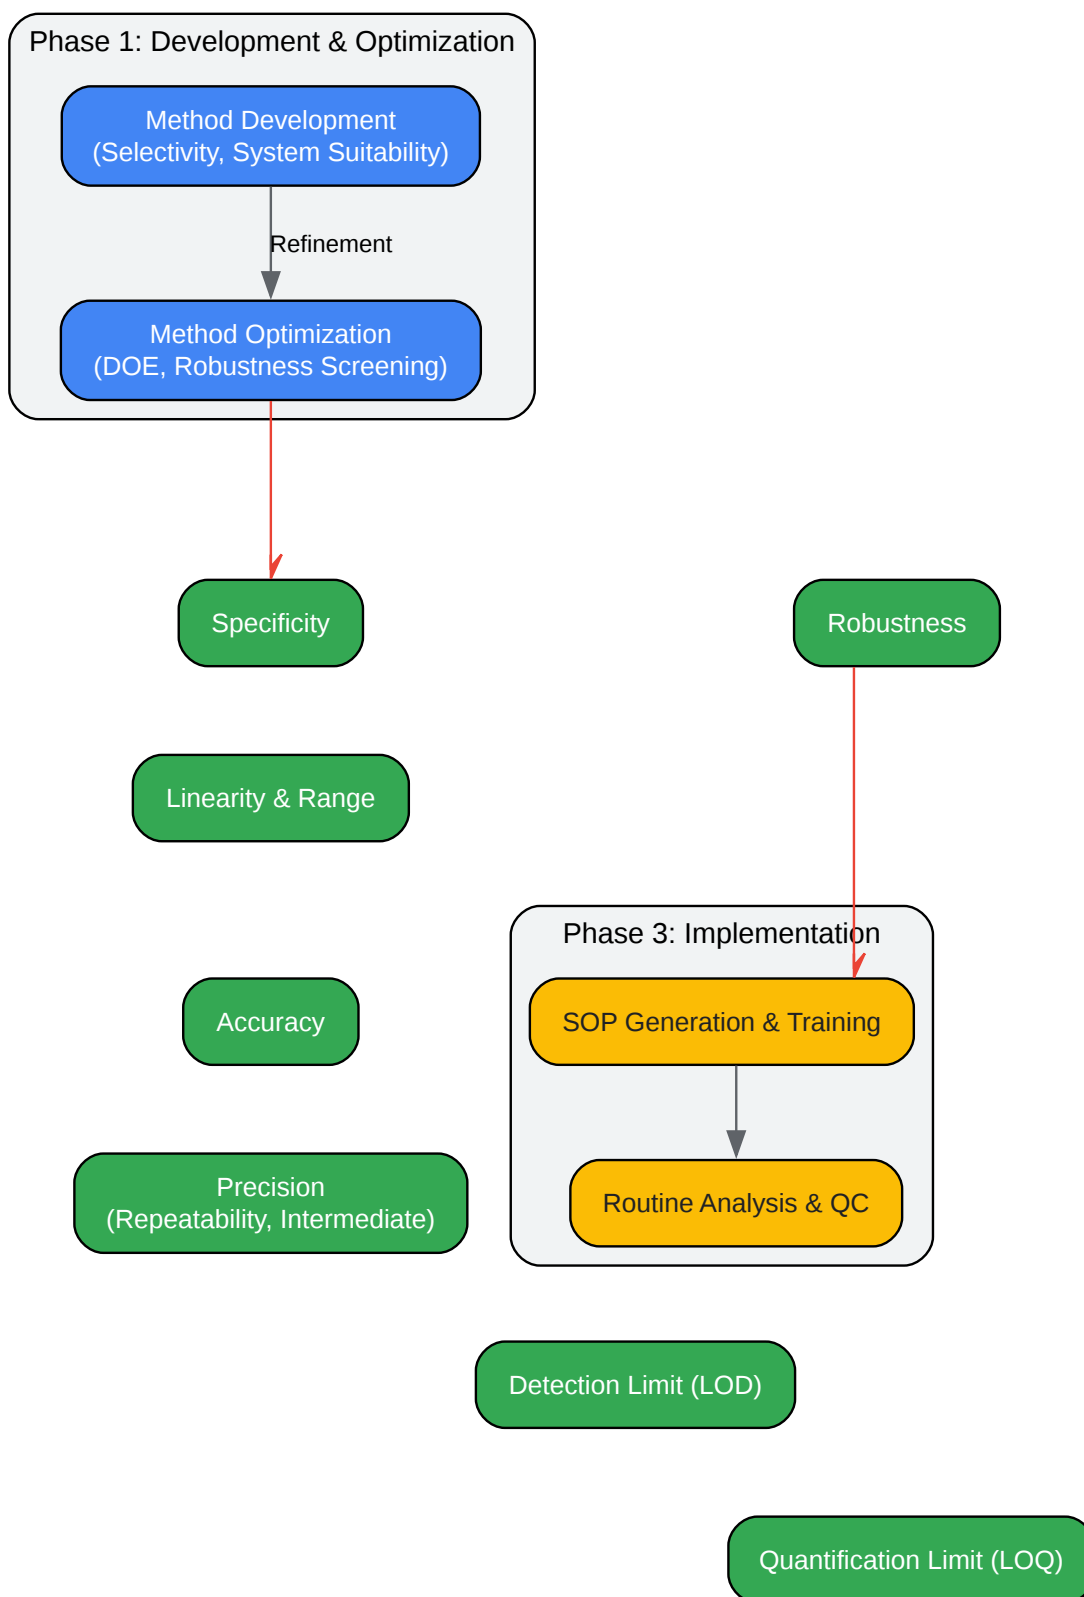 Phase 1: Development & Optimization
Method Development
(Selectivity, System Suitability)
Refinement
Method Optimization
(DOE, Robustness Screening)
Specificity
Robustness
Linearity & Range
Phase 3: Implementation
Accuracy
SOP Generation & Training
Precision
(Repeatability, Intermediate)
Routine Analysis & QC
Detection Limit (LOD)
Quantification Limit (LOQ)